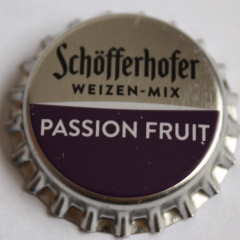 Schöfferhofer
WEIZEN-MIX
PASSION FRUIT